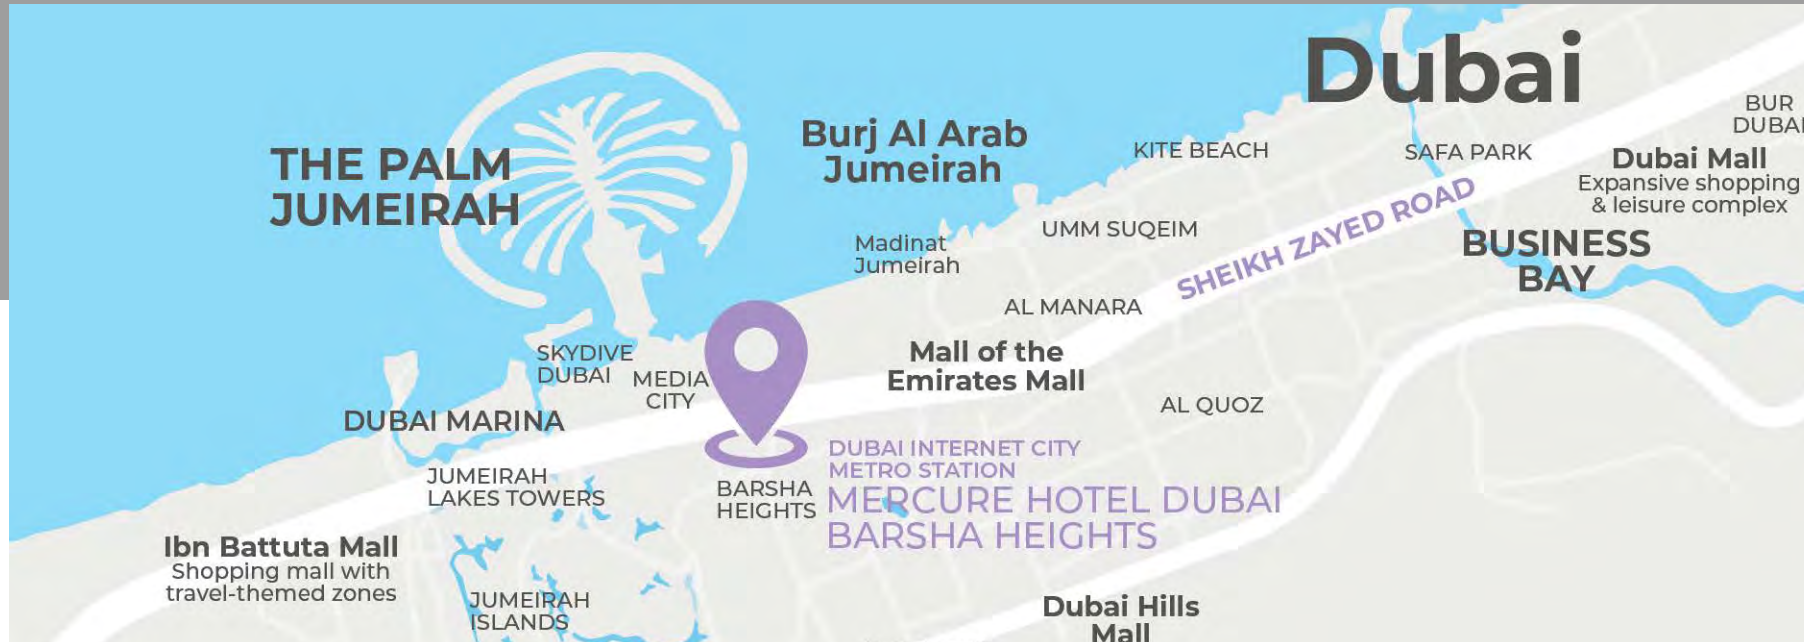 Dubai
BUR
DUBAI
Burj Al Arab
Jumeirah
KITE BEACH
SAFA PARK
Dubai Mall
Expansive shopping
& leisure complex
THE PALM
JUMEIRAH
SHEIKH ZAYED ROAD
UMM SUQEIM
BUSINESS
BAY
Madinat
Jumeirah
AL MANARA
SKYDIVE
DUBAI
MEDIA
CITY
Mall of the
Emirates Mall
AL QUOZ
DUBAI MARINA
DUBAI INTERNET CITY
METRO STATION
JUMEIRAH
LAKES TOWERS
BARSHA
HEIGHTS
MERCURE HOTEL DUBAI
BARSHA HEIGHTS
Ibn Battuta Mall
Shopping mall with
travel-themed zones
JUMEIRAH
ISLANDS
Dubai Hills
Mall